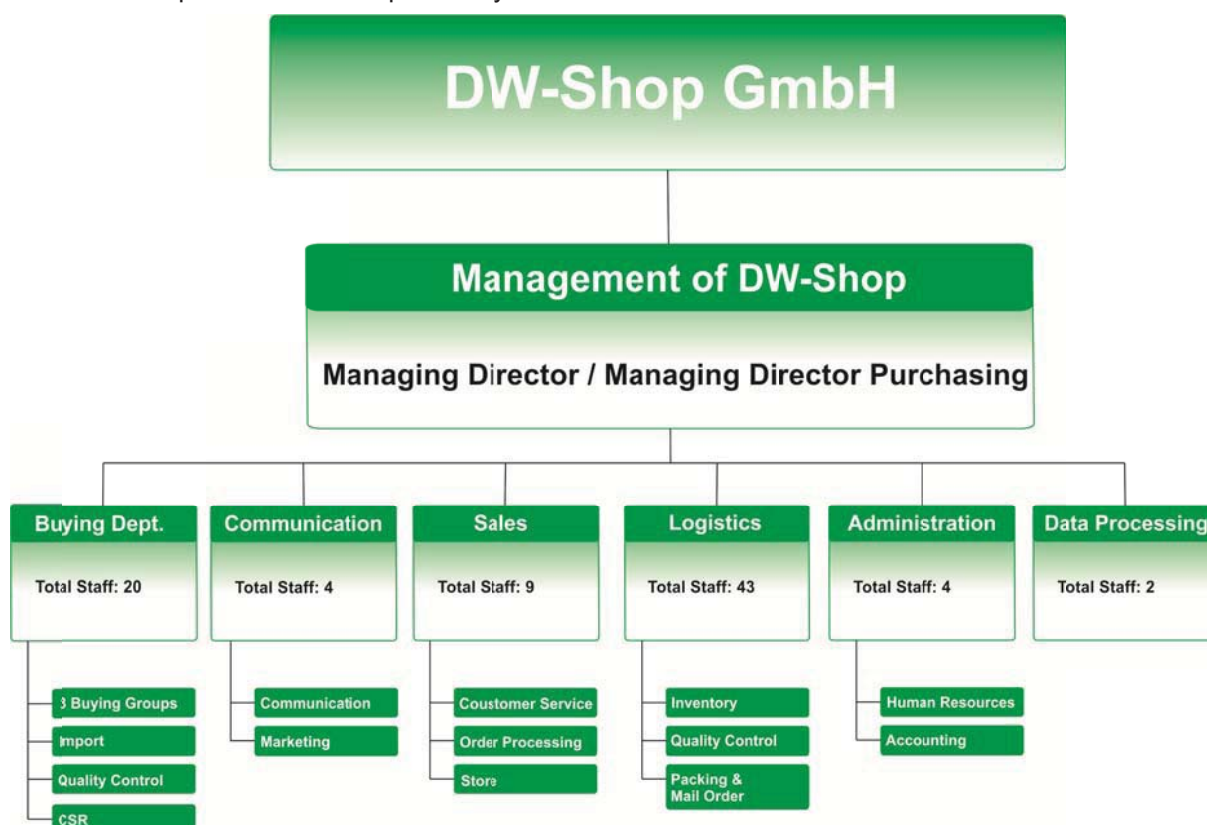 DW-Shop GmbH
Management of DW-Shop
Managing Director / Managing Director Purchasing
Buying Dept.
Total Staff: 20
3 Buying Groups
Import
Quality Control
CSR
Communication
Total Staff: 4
Communication
Marketing
Sales
Total Staff: 9
Coustomer Service
Order Processing
Store
Logistics
Total Staff: 43
Inventory
Quality Control
Packing &
Mail Order
Administration
Total Staff: 4
Human Resources
Accounting
Data Processing
Total Staff: 2